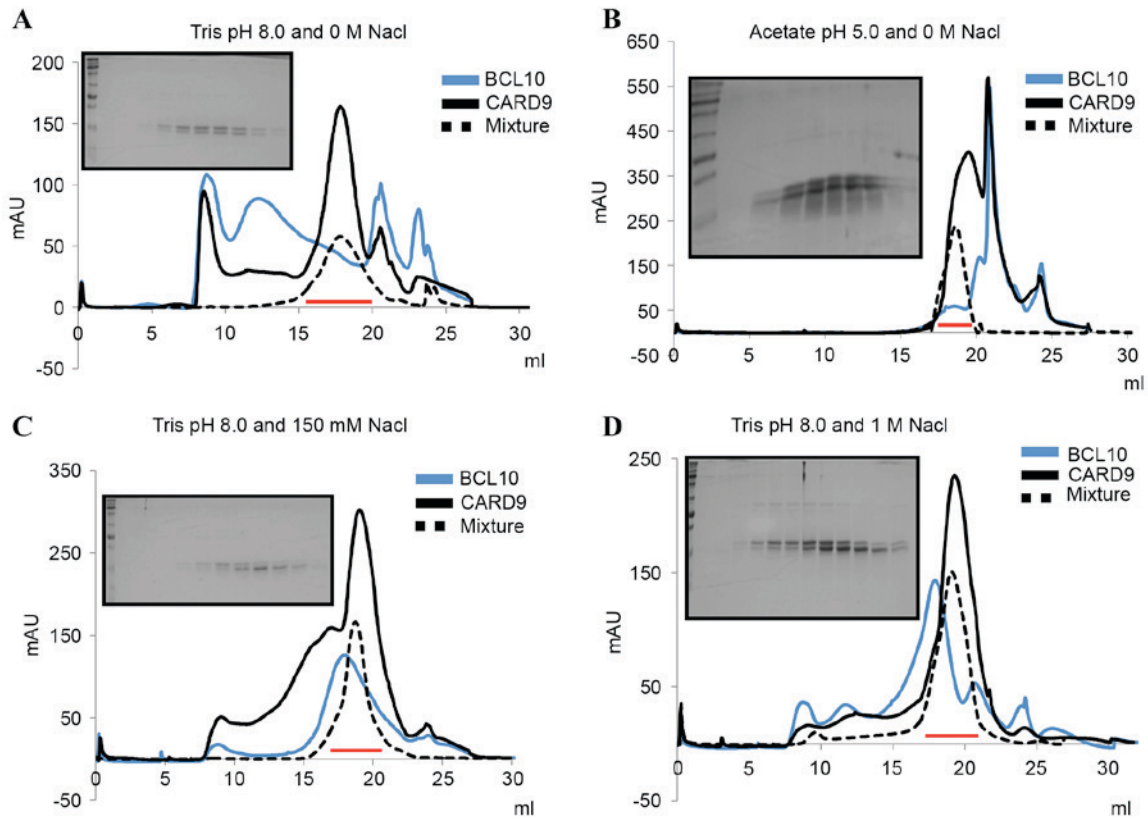 A
Tris pH 8.0 and 0 M Nacl
200
150
100
50
0
-50
mAU
BCL10
CARD9
Mixture
0 5 10 15 20 25 30
ml
B
Acetate pH 5.0 and 0 M Nacl
650
550
450
350
250
150
50
-50
mAU
BCL10
CARD9
Mixture
0 5 10 15 20 25 30
ml
C
Tris pH 8.0 and 150 mM Nacl
350
250
150
50
-50
mAU
BCL10
CARD9
Mixture
0 5 10 15 20 25 30
ml
D
Tris pH 8.0 and 1 M Nacl
250
150
50
-50
mAU
BCL10
CARD9
Mixture
0 5 10 15 20 25 30
ml